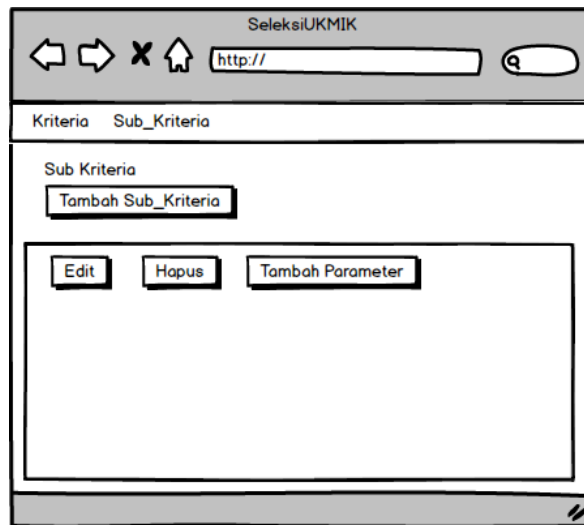 SeleksiUKMIK
http://
Kriteria Sub_Kriteria
Sub Kriteria
Tambah Sub_Kriteria
Edit Hapus Tambah Parameter